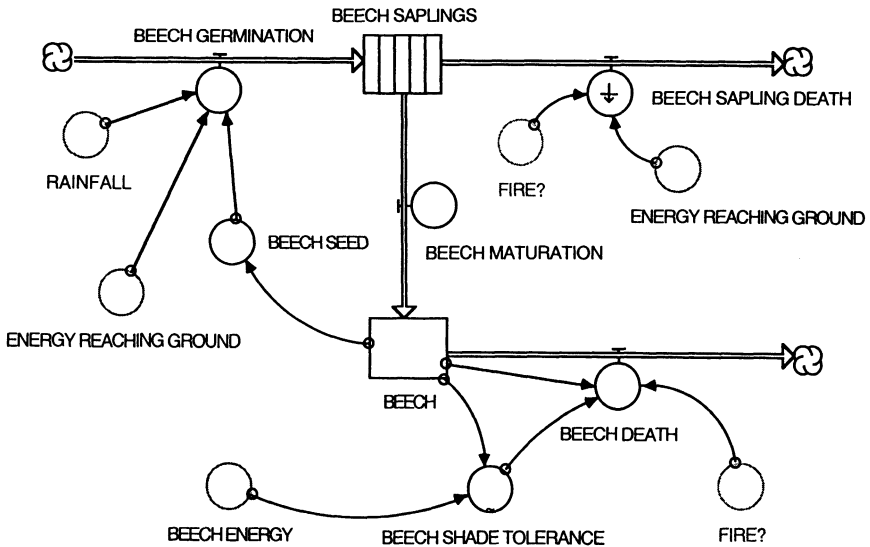 BEECH SAPLINGS
BEECH GERMINATION
BEECH SAPLING DEATH
RAINFALL
FIRE?
ENERGY REACHING GROUND
BEECH SEED
BEECH MATURATION
ENERGY REACHING GROUND
BEECH
BEECH DEATH
BEECH ENERGY
BEECH SHADE TOLERANCE
FIRE?